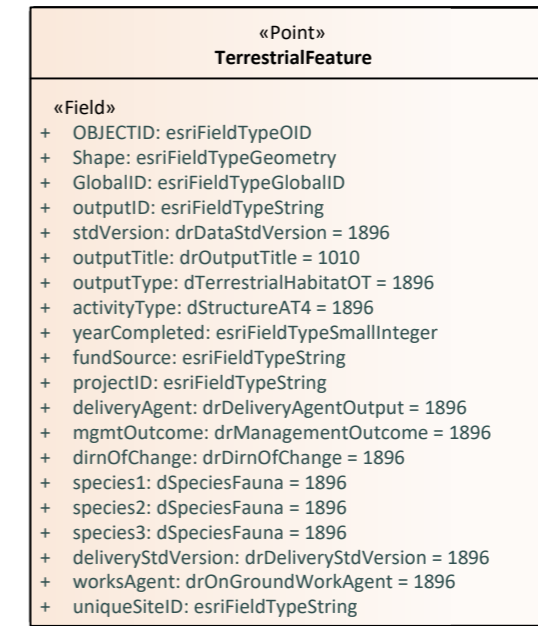 «Point»
TerrestrialFeature
«Field»
+ OBJECTID: esriFieldTypeOID
+ Shape: esriFieldTypeGeometry
+ GlobalID: esriFieldTypeGlobalID
+ outputID: esriFieldTypeString
+ stdVersion: drDataStdVersion = 1896
+ outputTitle: drOutputTitle = 1010
+ outputType: dTerrestrialHabitatOT = 1896
+ activityType: dStructureAT4 = 1896
+ yearCompleted: esriFieldTypeSmallInteger
+ fundSource: esriFieldTypeString
+ projectID: esriFieldTypeString
+ deliveryAgent: drDeliveryAgentOutput = 1896
+ mgmtOutcome: drManagementOutcome = 1896
+ dirnOfChange: drDirnOfChange = 1896
+ species1: dSpeciesFauna = 1896
+ species2: dSpeciesFauna = 1896
+ species3: dSpeciesFauna = 1896
+ deliveryStdVersion: drDeliveryStdVersion = 1896
+ worksAgent: drOnGroundWorkAgent = 1896
+ uniqueSiteID: esriFieldTypeString